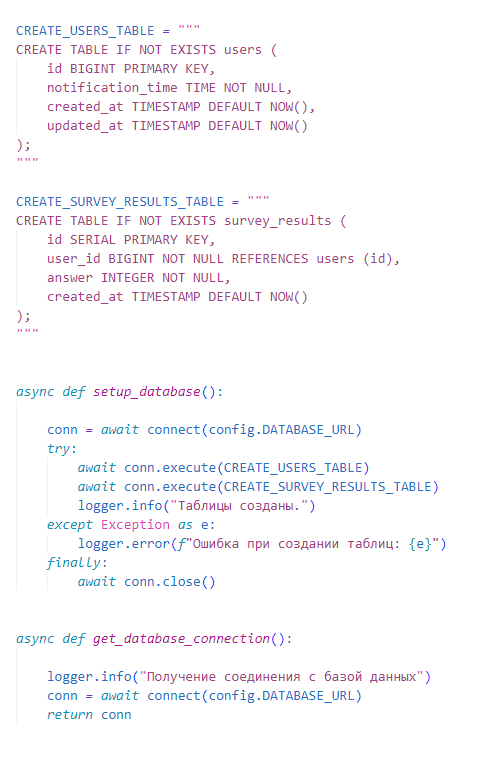 CREATE_USERS_TABLE = """
CREATE TABLE IF NOT EXISTS users (
    id BIGINT PRIMARY KEY,
    notification_time TIME NOT NULL,
    created_at TIMESTAMP DEFAULT NOW(),
    updated_at TIMESTAMP DEFAULT NOW()
);
"""
CREATE_SURVEY_RESULTS_TABLE = """
CREATE TABLE IF NOT EXISTS survey_results (
    id SERIAL PRIMARY KEY,
    user_id BIGINT NOT NULL REFERENCES users (id),
    answer INTEGER NOT NULL,
    created_at TIMESTAMP DEFAULT NOW()
);
"""
async def setup_database():
    conn = await connect(config.DATABASE_URL)
    try:
        await conn.execute(CREATE_USERS_TABLE)
        await conn.execute(CREATE_SURVEY_RESULTS_TABLE)
        logger.info("Таблицы созданы.")
    except Exception as e:
        logger.error(f"Ошибка при создании таблиц: {e}")
    finally:
        await conn.close()
async def get_database_connection():
    logger.info("Получение соединения с базой данных")
    conn = await connect(config.DATABASE_URL)
    return conn